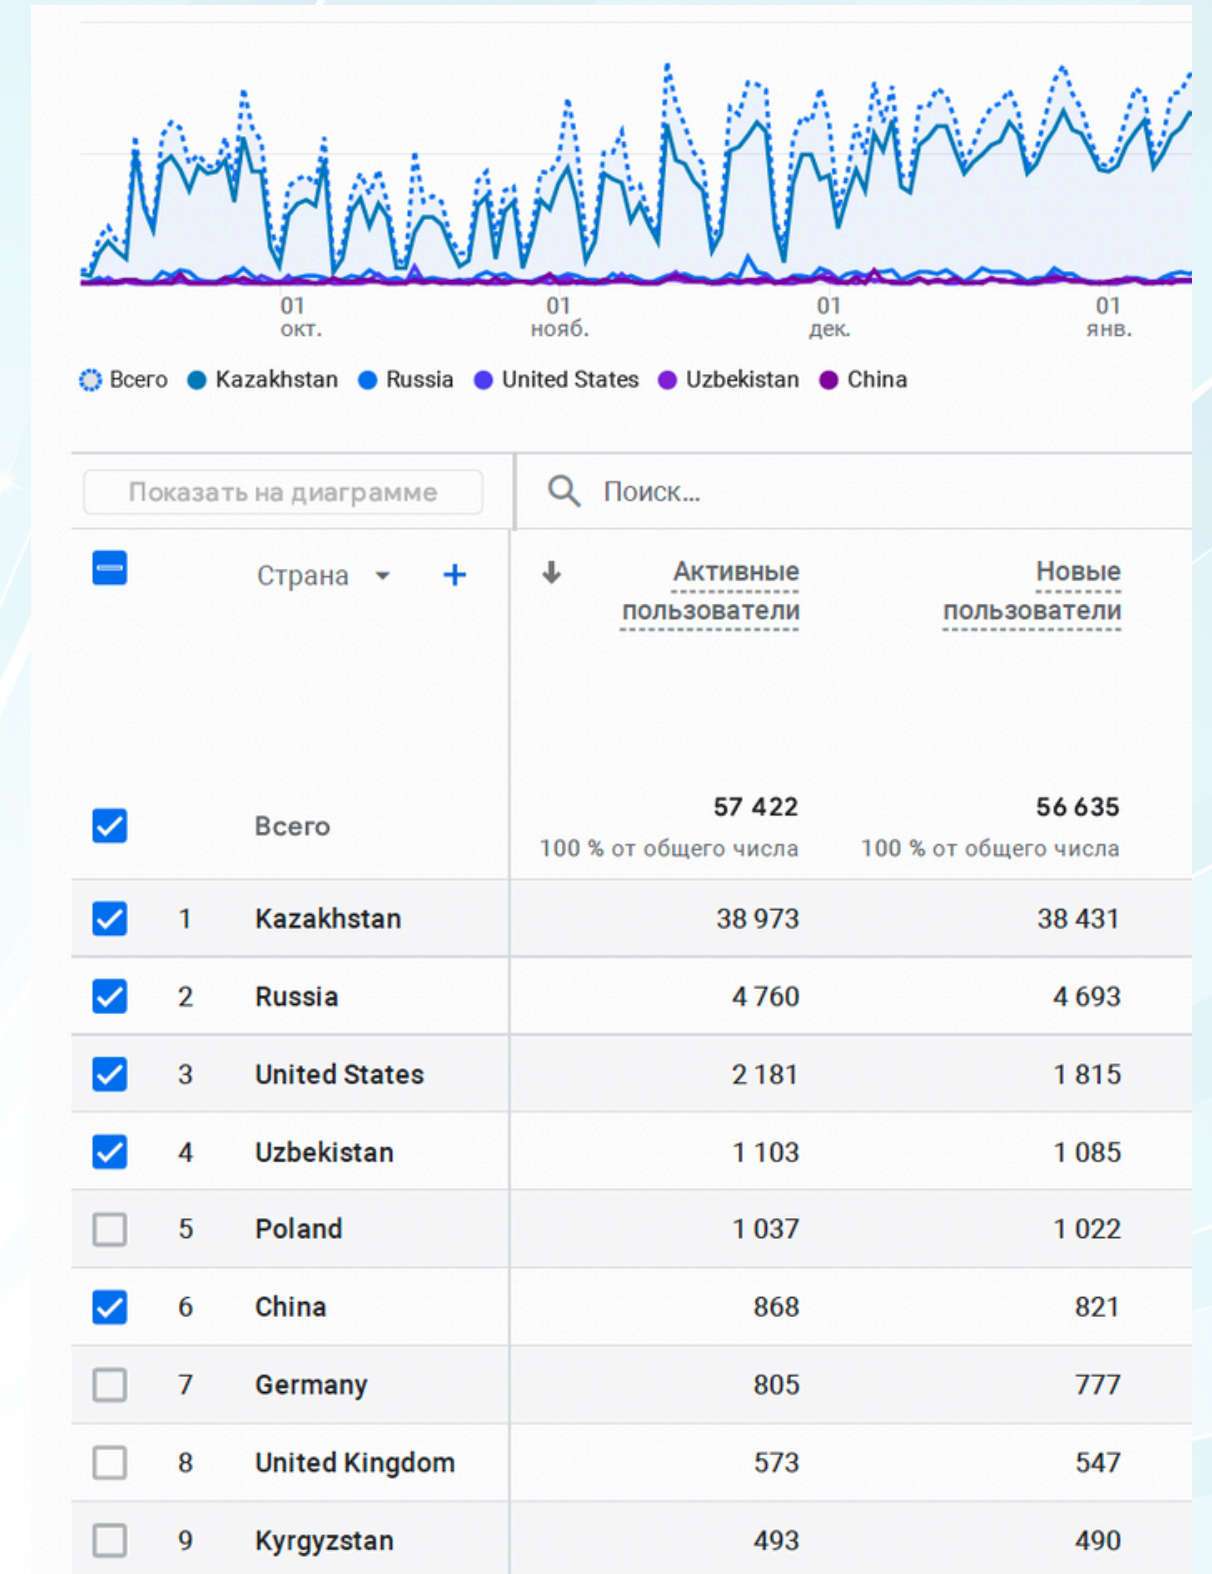 01 01 01 01
окт. нояб. дек. янв.
Всего Kazakhstan Russia United States Uzbekistan China
Показать на диаграмме Поиск...
Страна Активные Новые
пользователи пользователи
57 422 56 635
Всего
100 % от общего числа 100 % от общего числа
1 Kazakhstan 38 973 38 431
2 Russia 4 760 4 693
3 United States 2 181 1 815
4 Uzbekistan 1 103 1 085
5 Poland 1 037 1 022
6 China 868 821
7 Germany 805 777
8 United Kingdom 573 547
9 Kyrgyzstan 493 490